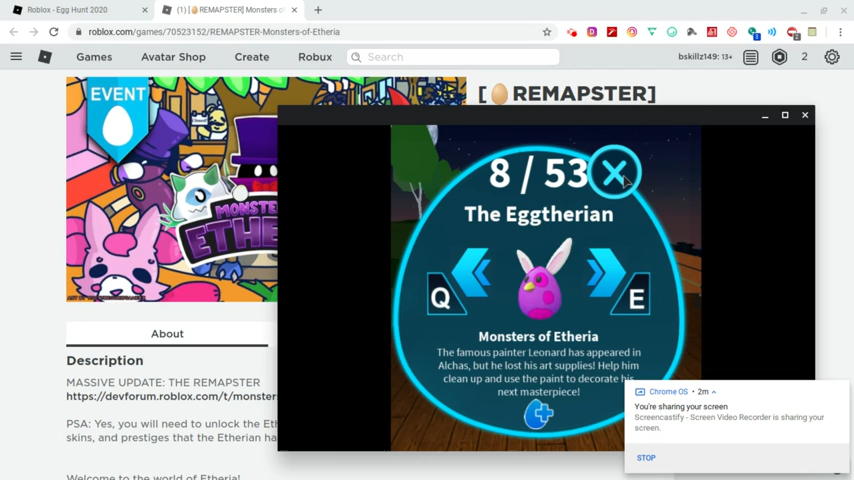 Roblox - Egg Hunt 2020
(1) [🥚REMAPSTER] Monsters of
roblox.com/games/70523152/REMAPSTER-Monsters-of-Etheria
Games
Avatar Shop
Create
Robux
Search
bskillz149: 13+
2
EVENT
[🥚REMAPSTER]
8 / 53
The Eggtherian
Q
E
Monsters of Etheria
The famous painter Leonard has appeared in
Alchas, but he lost his art supplies! Help him
clean up and use the paint to decorate his
next masterpiece!
About
Description
MASSIVE UPDATE: THE REMAPSTER
https://devforum.roblox.com/t/monsters
PSA: Yes, you will need to unlock the Eth
skins, and prestiges that the Etherian ha
Welcome to the world of Etheria!
Chrome OS • 2m
You're sharing your screen
Screencastify - Screen Video Recorder is sharing your
screen.
STOP